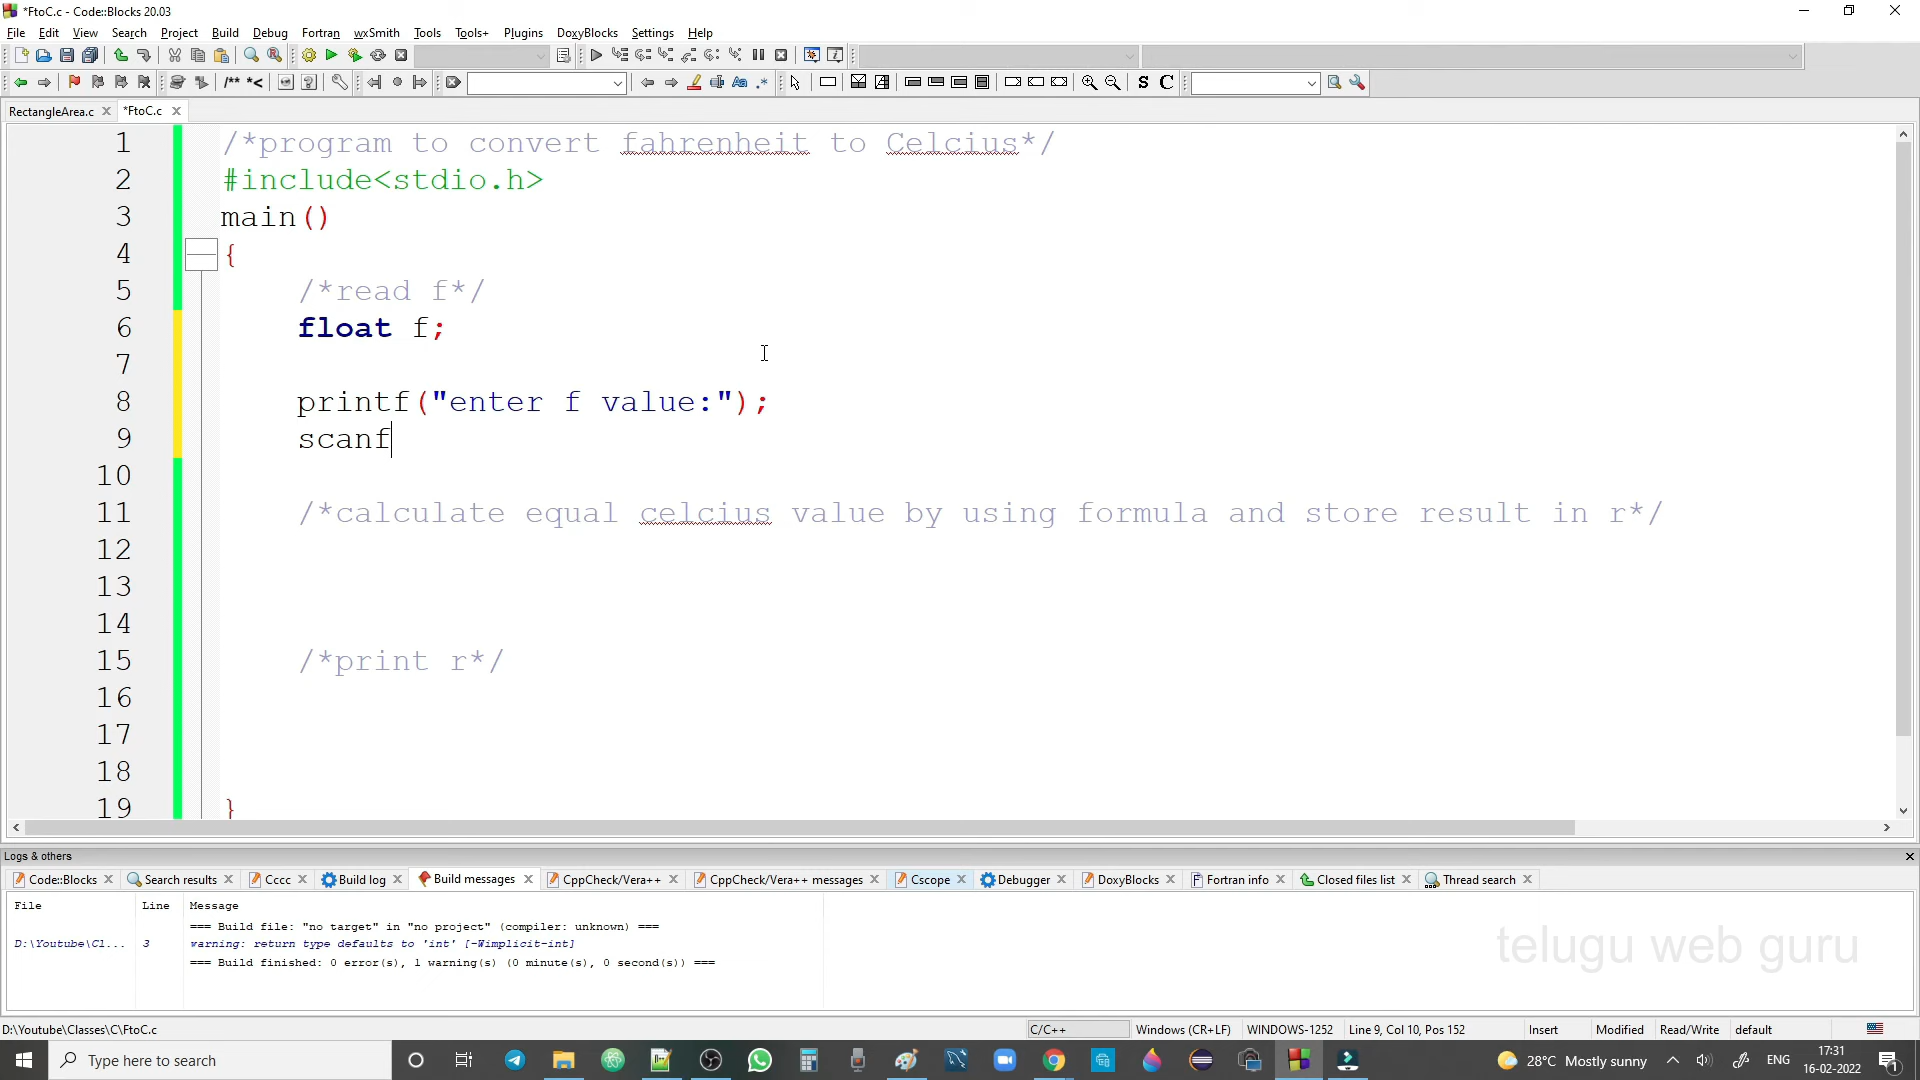 *FtoC.c - Code::Blocks 20.03
File Edit View Search Project Build Debug Fortran wxSmith Tools Tools+ Plugins DoxyBlocks Settings Help
/** *<
S C
RectangleArea.c *FtoC.c
1 /*program to convert fahrenheit to Celcius*/
2 #include<stdio.h>
3 main()
4 {
5 /*read f*/
6 float f;
7
8 printf("enter f value:");
9 scanf
10
11 /*calculate equal celcius value by using formula and store result in r*/
12
13
14
15 /*print r*/
16
17
18
19 }
Logs & others
Code::Blocks Search results Cccc Build log Build messages CppCheck/Vera++ CppCheck/Vera++ messages Cscope Debugger DoxyBlocks Fortran info Closed files list Thread search
File Line Message
=== Build file: "no target" in "no project" (compiler: unknown) ===
D:\Youtube\Cl... 3 warning: return type defaults to 'int' [-Wimplicit-int]
=== Build finished: 0 error(s), 1 warning(s) (0 minute(s), 0 second(s)) ===
telugu web guru
D:\Youtube\Classes\C\FtoC.c C/C++ Windows (CR+LF) WINDOWS-1252 Line 9, Col 10, Pos 152 Insert Modified Read/Write default
Type here to search 28°C Mostly sunny ENG 17:31
16-02-2022 1